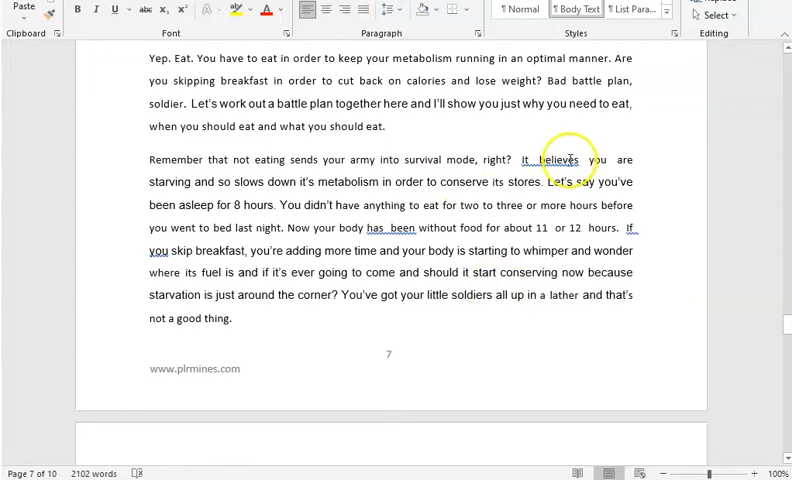 Paste
B I U abc x₂ x² A ab A
Normal Body Text List Para...
Select
Clipboard Font Paragraph Styles Editing
Yep. Eat. You have to eat in order to keep your metabolism running in an optimal manner. Are
you skipping breakfast in order to cut back on calories and lose weight? Bad battle plan,
soldier. Let's work out a battle plan together here and I'll show you just why you need to eat,
when you should eat and what you should eat.
Remember that not eating sends your army into survival mode, right? It believes you are
starving and so slows down it's metabolism in order to conserve its stores. Let's say you've
been asleep for 8 hours. You didn't have anything to eat for two to three or more hours before
you went to bed last night. Now your body has been without food for about 11 or 12 hours. If
you skip breakfast, you're adding more time and your body is starting to whimper and wonder
where its fuel is and if it's ever going to come and should it start conserving now because
starvation is just around the corner? You've got your little soldiers all up in a lather and that's
not a good thing.
7
www.plrmines.com
Page 7 of 10 2102 words 100%